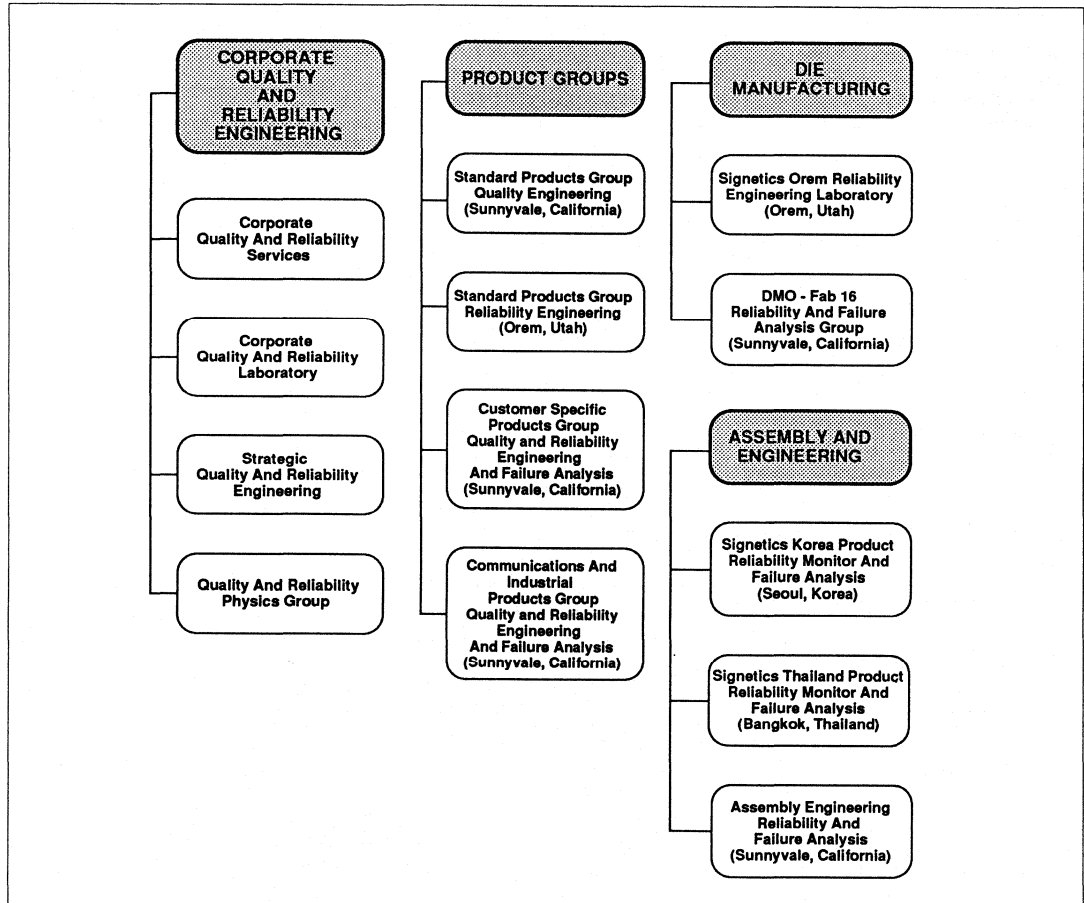 CORPORATE
QUALITY
AND
RELIABILITY
ENGINEERING
Corporate
Quality And Reliability
Services
Corporate
Quality And Reliability
Laboratory
Strategic
Quality And Reliability
Engineering
Quality And Reliability
Physics Group
PRODUCT GROUPS
Standard Products Group
Quality Engineering
(Sunnyvale, California)
Standard Products Group
Reliability Engineering
(Orem, Utah)
Customer Specific
Products Group
Quality and Reliability
Engineering
And Failure Analysis
(Sunnyvale, California)
Communications And
Industrial
Products Group
Quality and Reliability
Engineering
And Failure Analysis
(Sunnyvale, California)
DIE
MANUFACTURING
Signetics Orem Reliability
Engineering Laboratory
(Orem, Utah)
DMO - Fab 16
Reliability And Failure
Analysis Group
(Sunnyvale, California)
ASSEMBLY AND
ENGINEERING
Signetics Korea Product
Reliability Monitor And
Failure Analysis
(Seoul, Korea)
Signetics Thailand Product
Reliability Monitor And
Failure Analysis
(Bangkok, Thailand)
Assembly Engineering
Reliability And
Failure Analysis
(Sunnyvale, California)